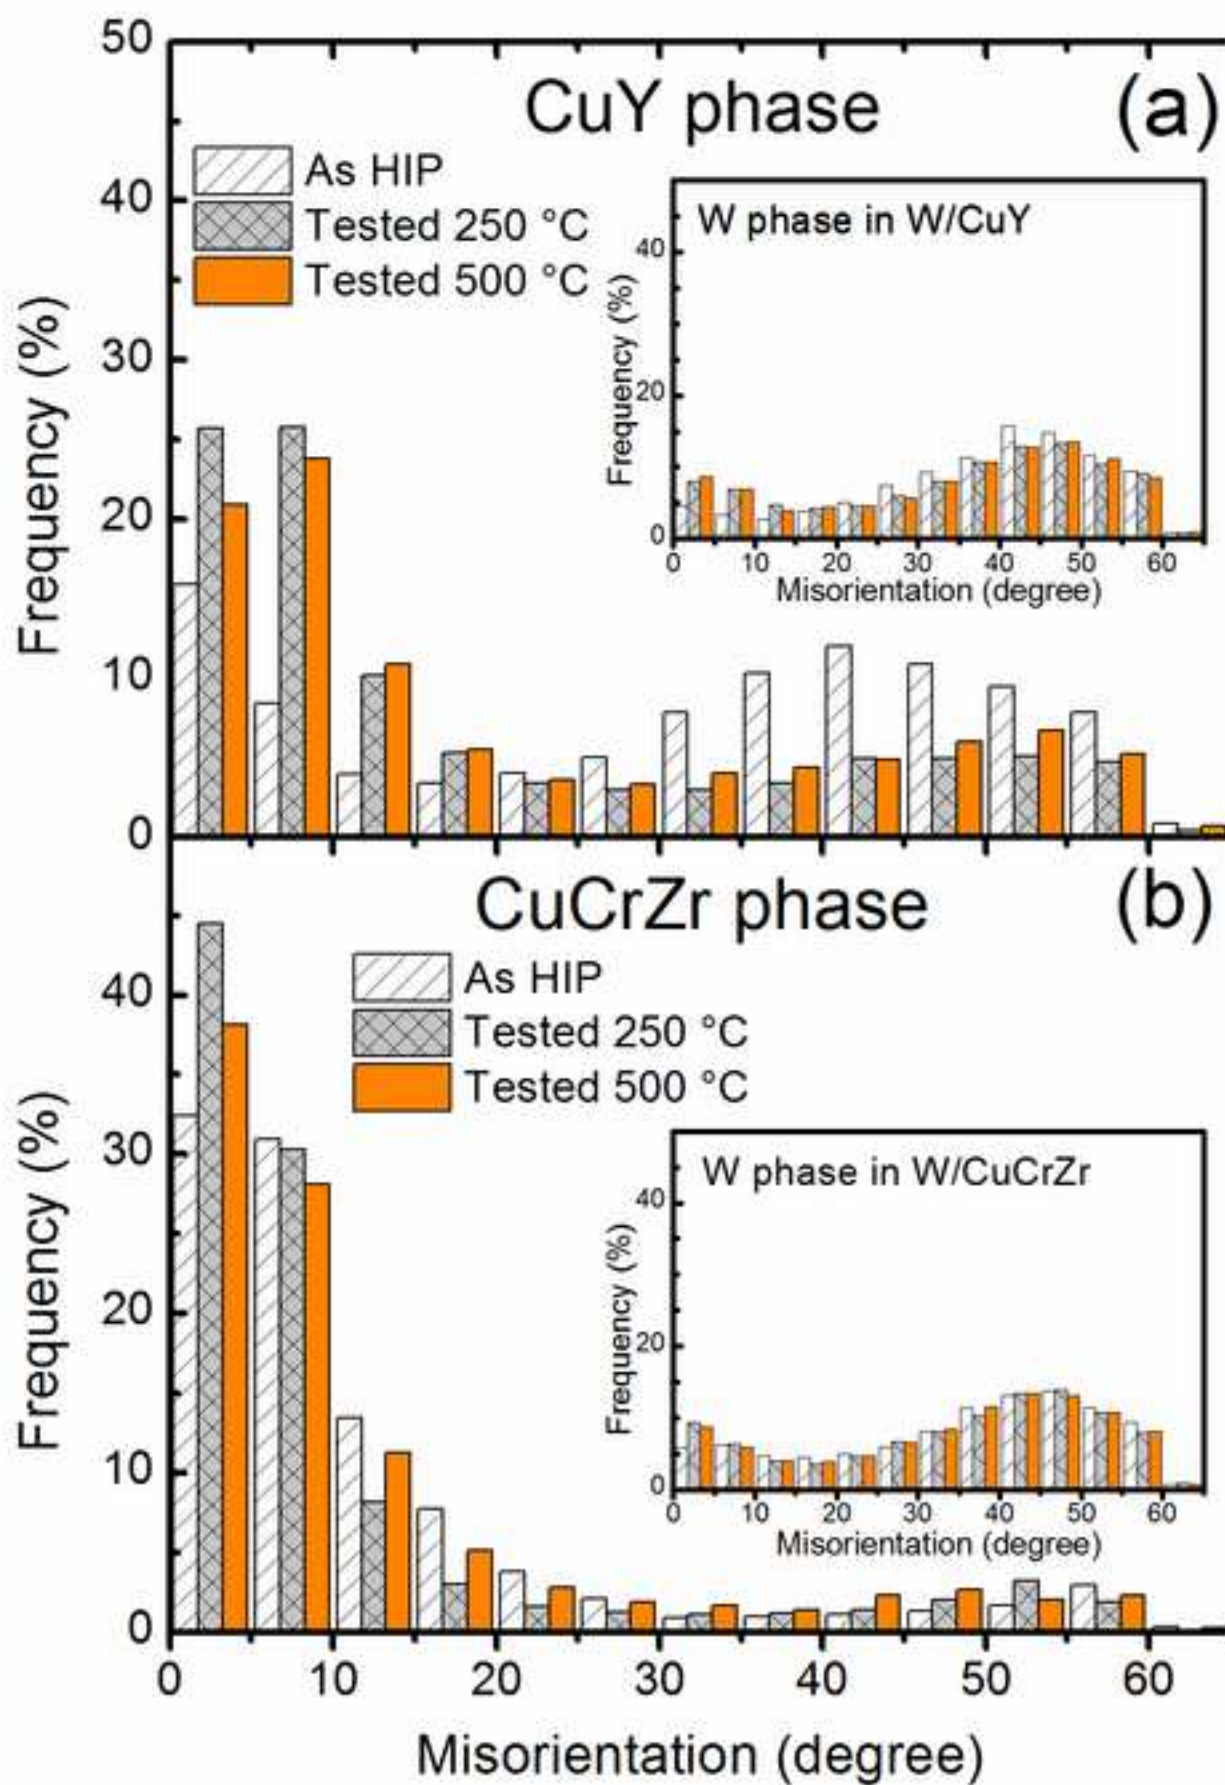 50
CuY phase (a)
As HIP
Tested 250 °C
Tested 500 °C
40
30
20
10
0
Frequency (%)
W phase in W/CuY
40
20
0
Frequency (%)
0 10 20 30 40 50 60
Misorientation (degree)
CuCrZr phase (b)
As HIP
Tested 250 °C
Tested 500 °C
40
30
20
10
0
Frequency (%)
W phase in W/CuCrZr
40
20
0
Frequency (%)
0 10 20 30 40 50 60
Misorientation (degree)
0 10 20 30 40 50 60
Misorientation (degree)